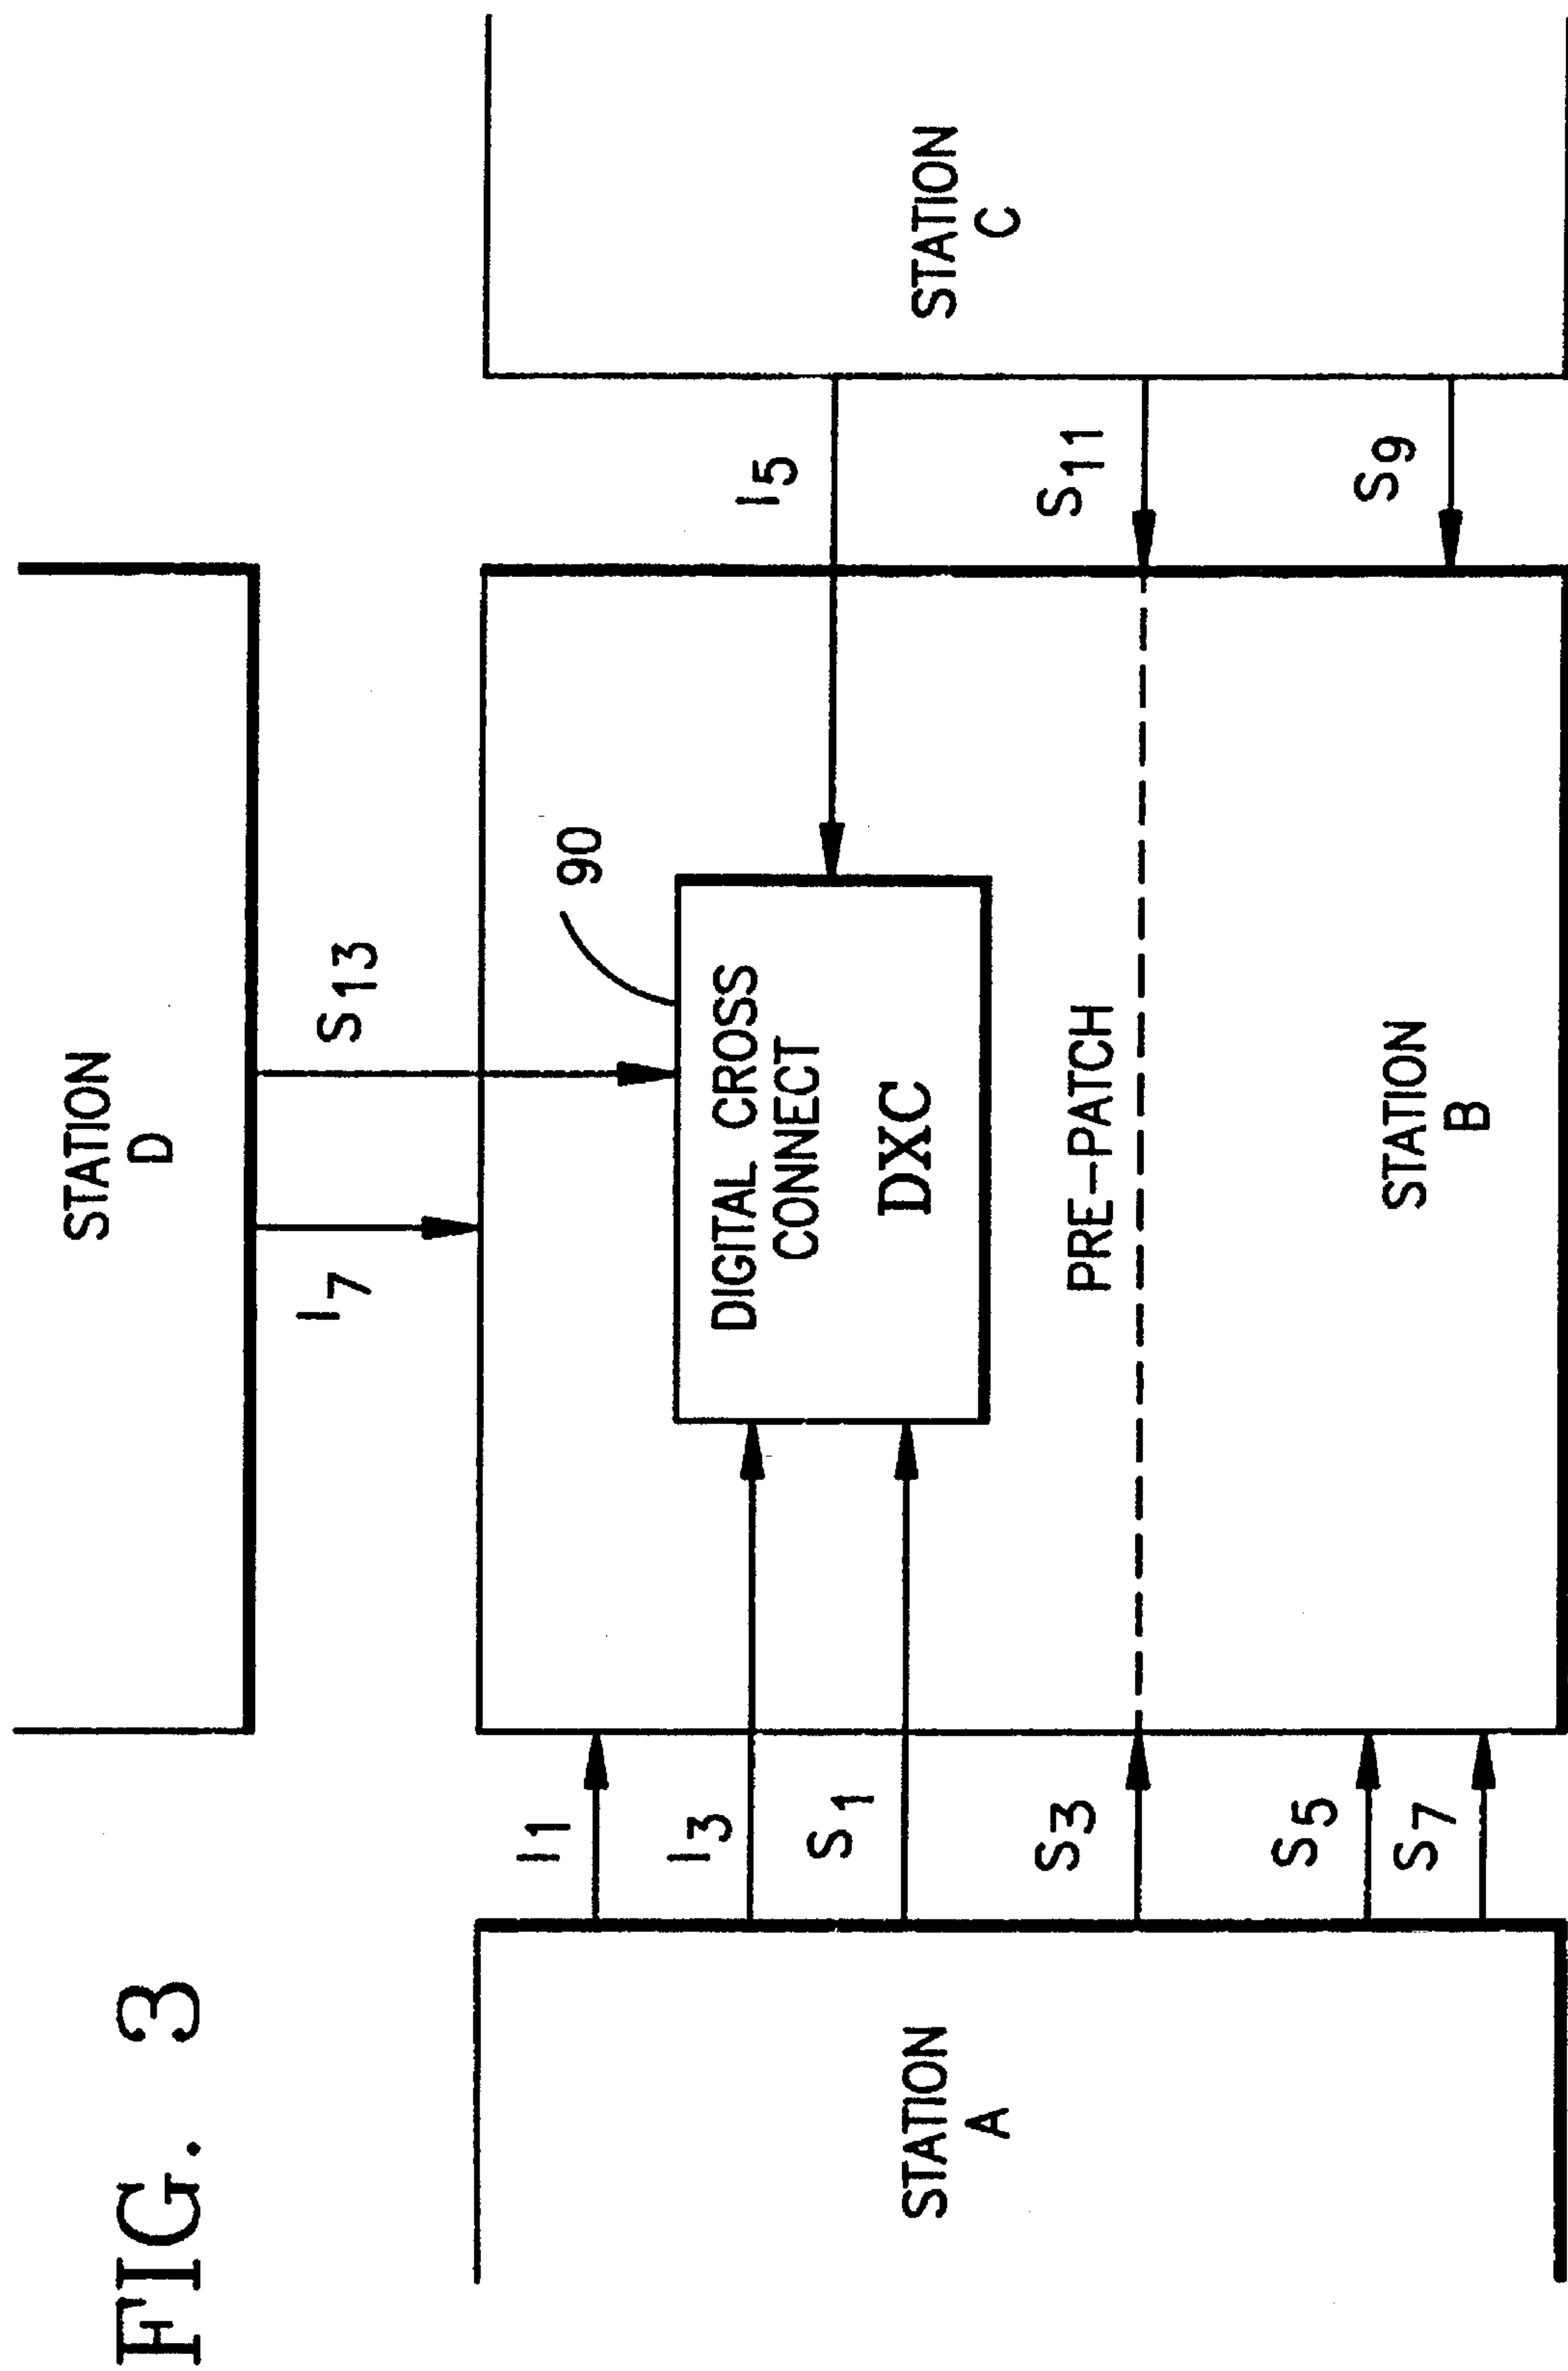 FIG. 3
STATION
D
I7
S13
90
I1
I3
S1
S3
S5
S7
STATION
A
DIGITAL CROSS
CONNECT
DXC
PRE-PATCH
STATION
B
I5
S11
S9
STATION
C